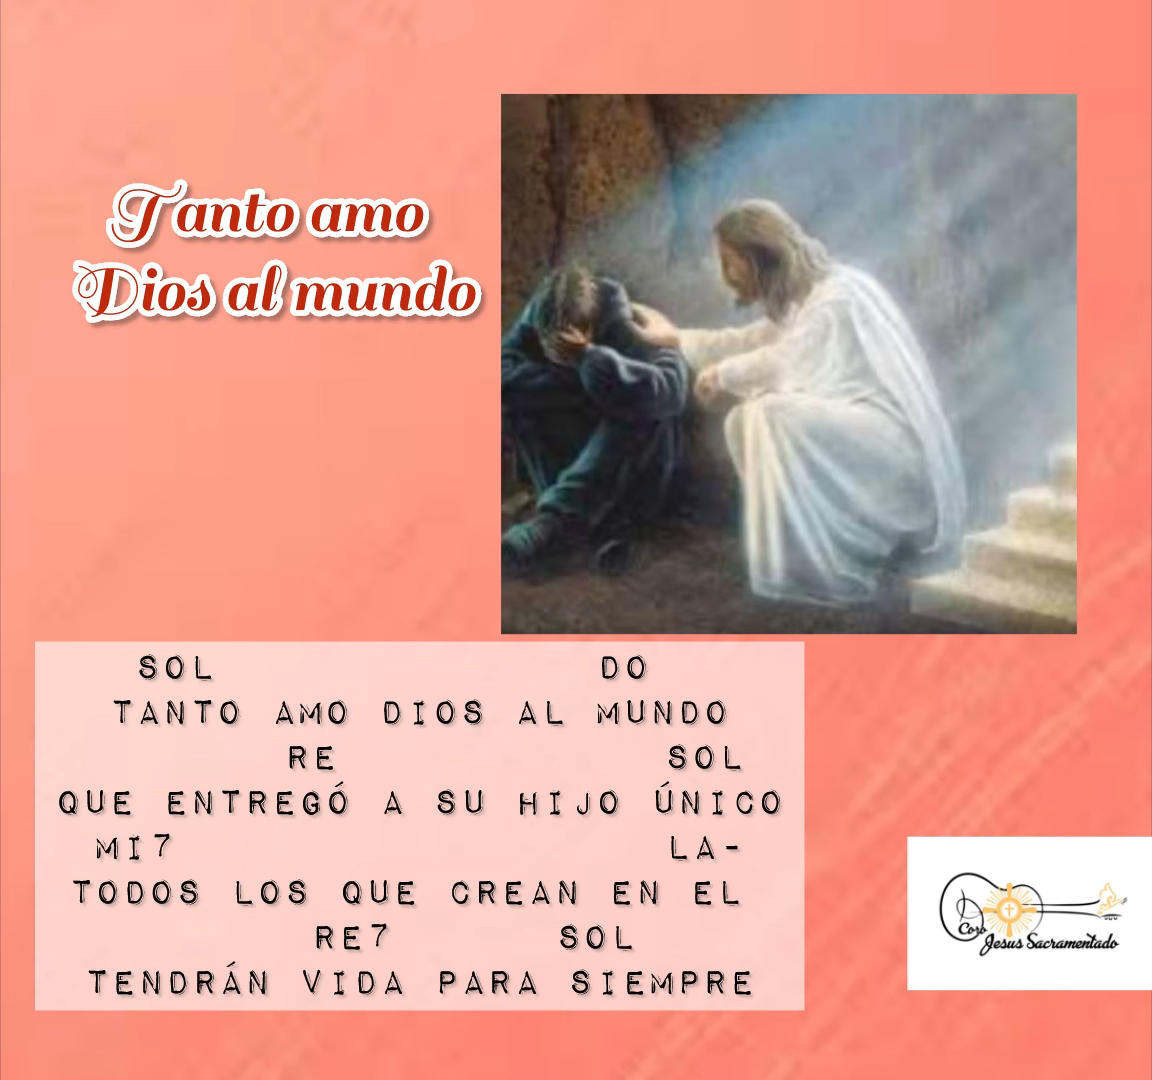 Tanto amo
Dios al mundo
SOL DO
TANTO AMO DIOS AL MUNDO
RE SOL
QUE ENTREGÓ A SU HIJO ÚNICO
MI7 LA-
TODOS LOS QUE CREAN EN EL
RE7 SOL
TENDRÁN VIDA PARA SIEMPRE
Coro
Jesus Sacramentado